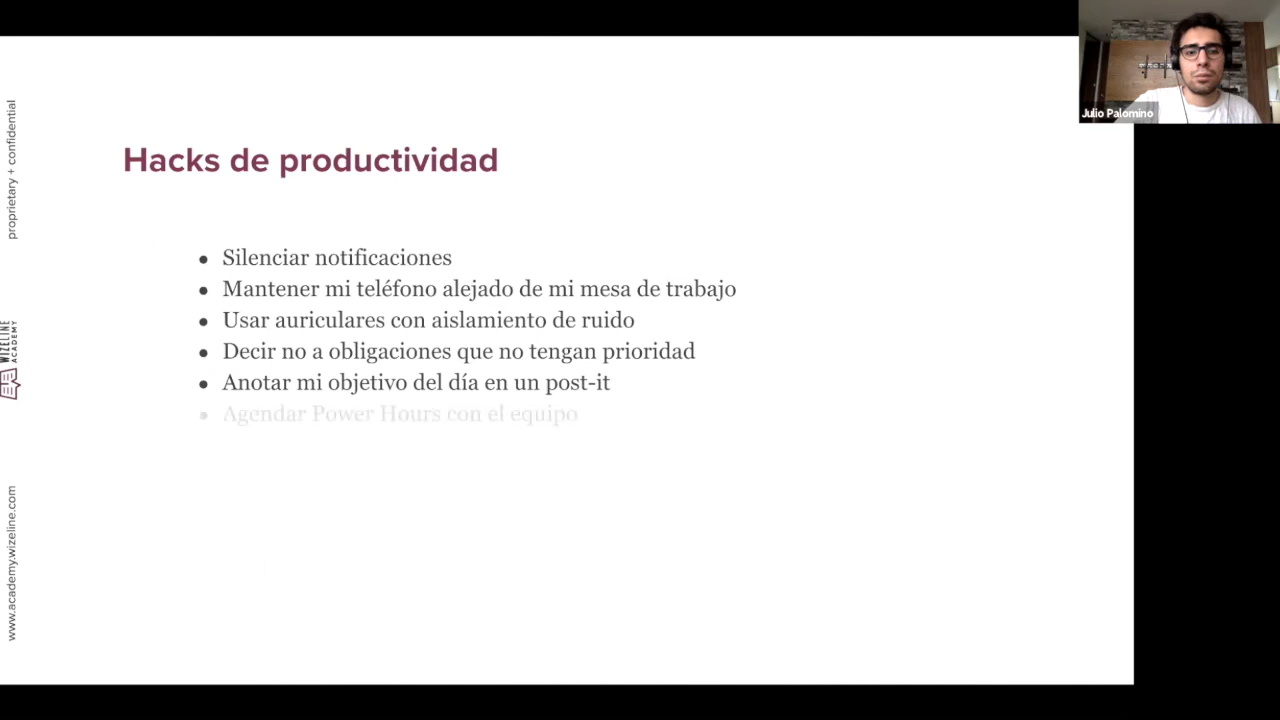 Julio Palomino
proprietary + confidential
Hacks de productividad
● Silenciar notificaciones
● Mantener mi teléfono alejado de mi mesa de trabajo
● Usar auriculares con aislamiento de ruido
● Decir no a obligaciones que no tengan prioridad
● Anotar mi objetivo del día en un post-it
● Agendar Power Hours con el equipo
WIZELINE
ACADEMY
www.academy.wizeline.com